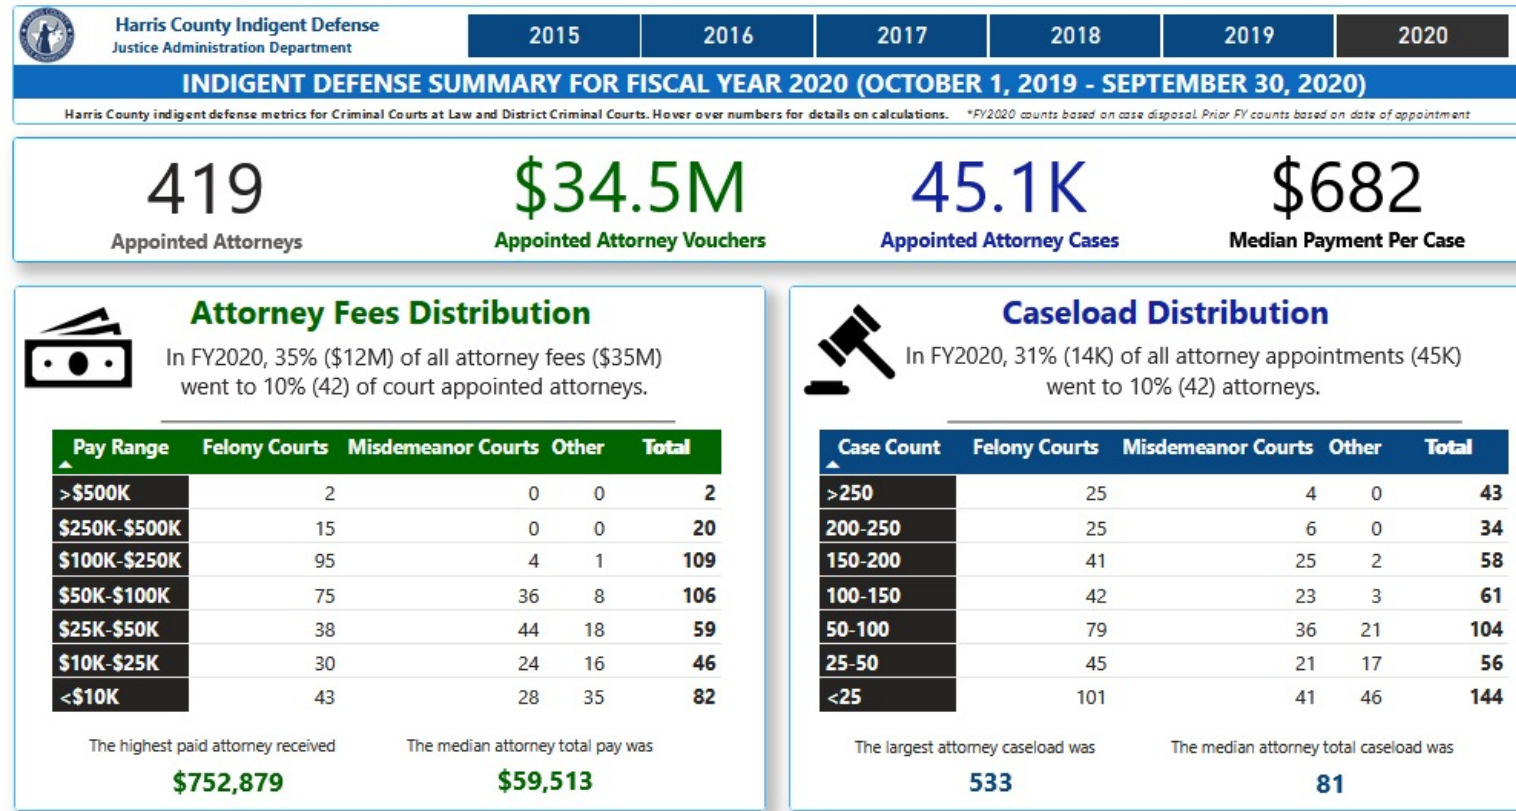 Harris County Indigent Defense
Justice Administration Department
2015 2016 2017 2018 2019 2020
INDIGENT DEFENSE SUMMARY FOR FISCAL YEAR 2020 (OCTOBER 1, 2019 - SEPTEMBER 30, 2020)
Harris County indigent defense metrics for Criminal Courts at Law and District Criminal Courts. Hover over numbers for details on calculations. *FY2020 counts based on case disposal. Prior FY counts based on date of appointment
419 $34.5M 45.1K $682
Appointed Attorneys Appointed Attorney Vouchers Appointed Attorney Cases Median Payment Per Case
Attorney Fees Distribution
In FY2020, 35% ($12M) of all attorney fees ($35M)
went to 10% (42) of court appointed attorneys.
Pay Range Felony Courts Misdemeanor Courts Other Total
>$500K 2 0 0 2
$250K-$500K 15 0 0 20
$100K-$250K 95 4 1 109
$50K-$100K 75 36 8 106
$25K-$50K 38 44 18 59
$10K-$25K 30 24 16 46
<$10K 43 28 35 82
The highest paid attorney received The median attorney total pay was
$752,879 $59,513
Caseload Distribution
In FY2020, 31% (14K) of all attorney appointments (45K)
went to 10% (42) attorneys.
Case Count Felony Courts Misdemeanor Courts Other Total
>250 25 4 0 43
200-250 25 6 0 34
150-200 41 25 2 58
100-150 42 23 3 61
50-100 79 36 21 104
25-50 45 21 17 56
<25 101 41 46 144
The largest attorney caseload was The median attorney total caseload was
533 81